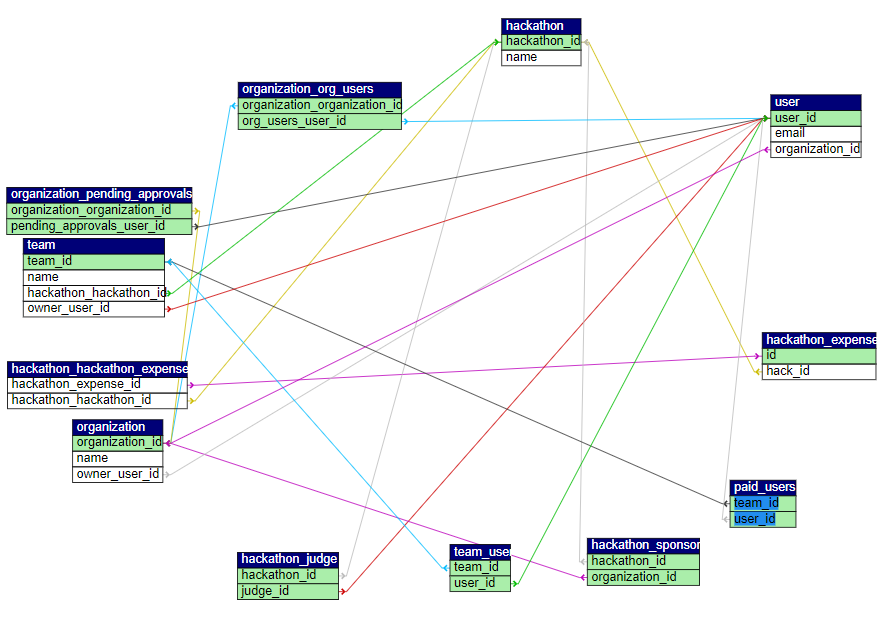 hackathon
hackathon_id
name
organization_org_users
organization_organization_id
org_users_user_id
user
user_id
email
organization_id
organization_pending_approvals
organization_organization_id
pending_approvals_user_id
team
team_id
name
hackathon_hackathon_id
owner_user_id
hackathon_expense
id
hack_id
hackathon_hackathon_expense
hackathon_expense_id
hackathon_hackathon_id
organization
organization_id
name
owner_user_id
paid_users
team_id
user_id
hackathon_judge
hackathon_id
judge_id
team_user
team_id
user_id
hackathon_sponsor
hackathon_id
organization_id